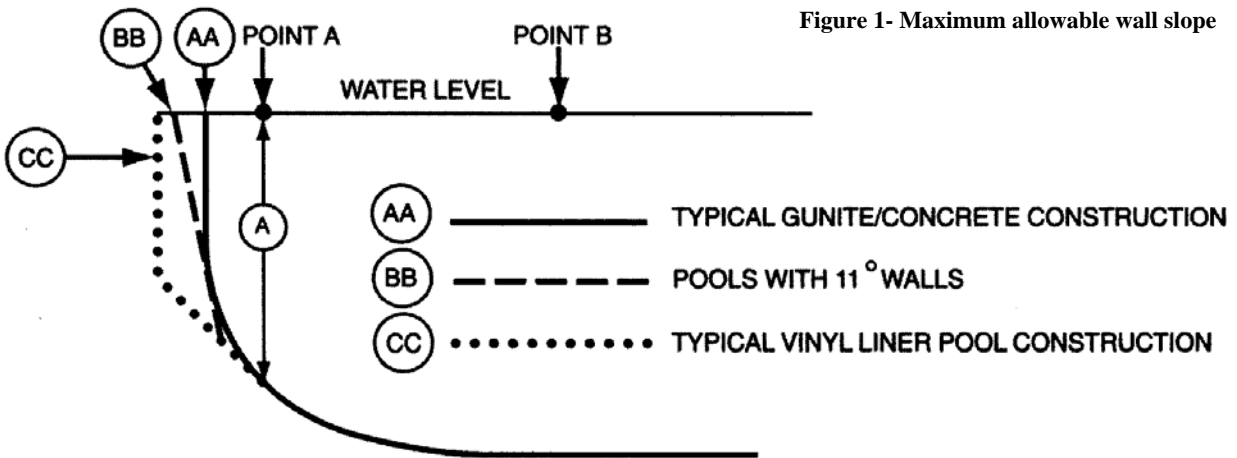 Figure 1- Maximum allowable wall slope
BB AA POINT A POINT B
WATER LEVEL
CC
A
AA TYPICAL GUNITE/CONCRETE CONSTRUCTION
BB POOLS WITH 11° WALLS
CC TYPICAL VINYL LINER POOL CONSTRUCTION